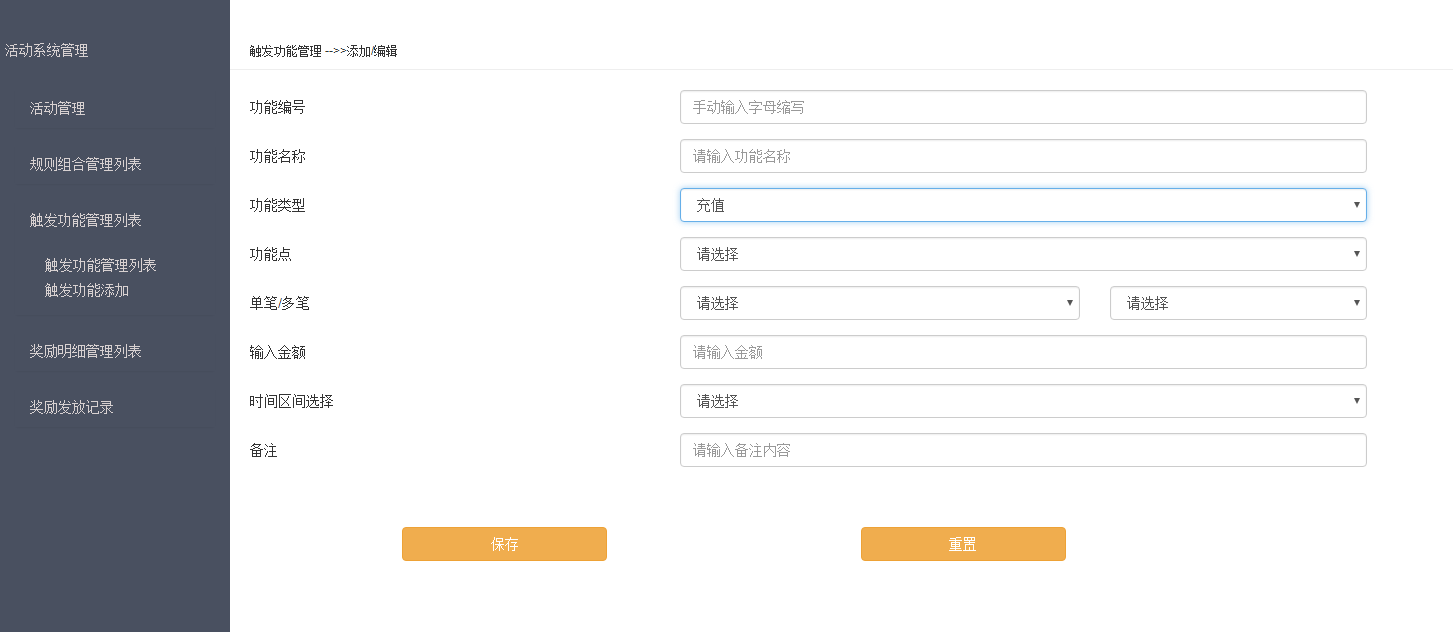 活动系统管理
活动管理
规则组合管理列表
触发功能管理列表
触发功能管理列表
触发功能添加
奖励明细管理列表
奖励发放记录
触发功能管理 -->>添加/编辑
功能编号 手动输入字母缩写
功能名称 请输入功能名称
功能类型 充值
功能点 请选择
单笔/多笔 请选择 请选择
输入金额 请输入金额
时间区间选择 请选择
备注 请输入备注内容
保存 重置